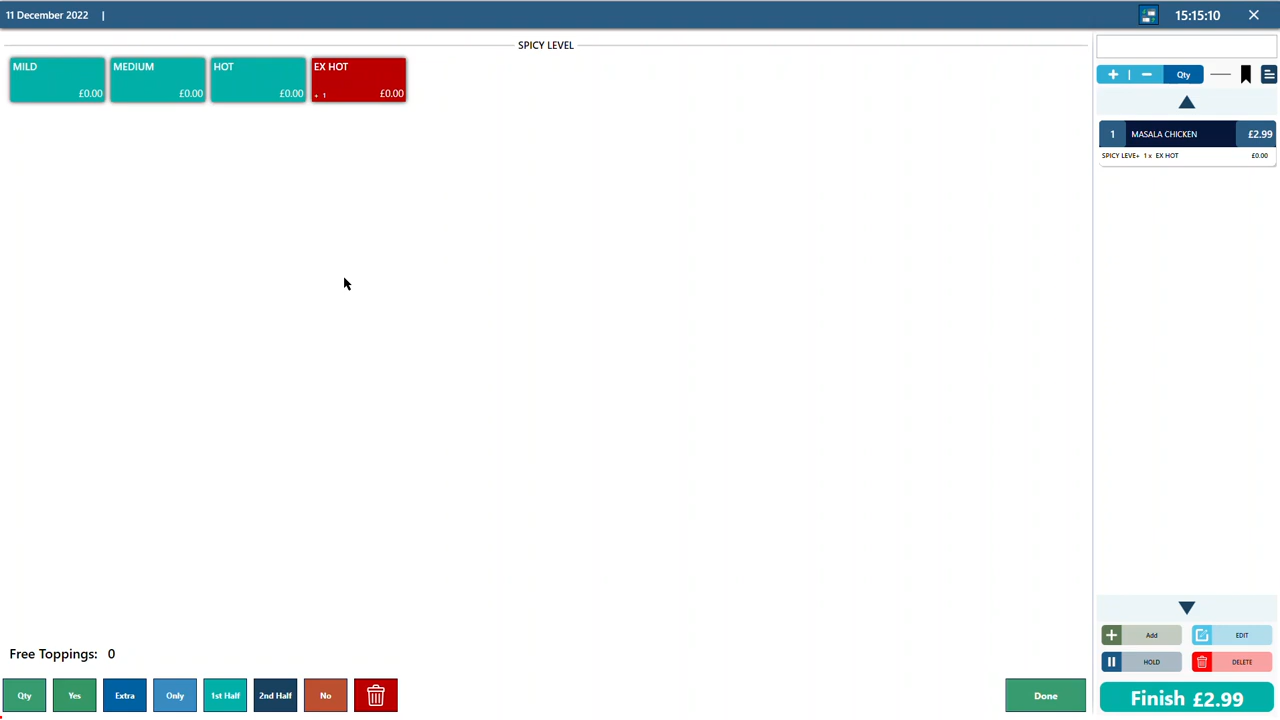 11 December 2022 |
15:15:10
SPICY LEVEL
MILD
£0.00
MEDIUM
£0.00
HOT
£0.00
EX HOT
+ 1
£0.00
+ | − Qty
1 MASALA CHICKEN £2.99
SPICY LEVE+ 1 x EX HOT £0.00
Free Toppings: 0
Qty Yes Extra Only 1st Half 2nd Half No
Done
Add EDIT
HOLD DELETE
Finish £2.99